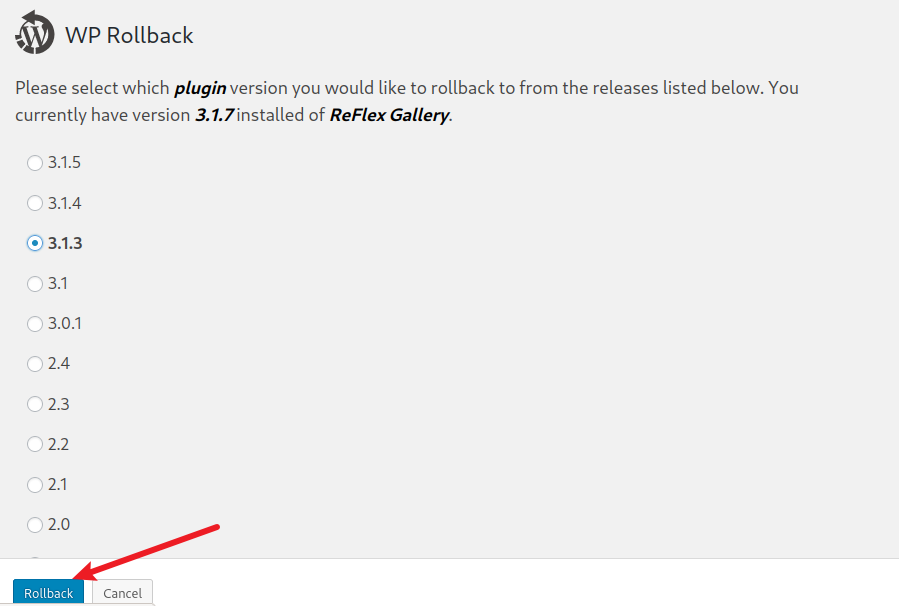 WP Rollback
Please select which plugin version you would like to rollback to from the releases listed below. You
currently have version 3.1.7 installed of ReFlex Gallery.
3.1.5
3.1.4
3.1.3
3.1
3.0.1
2.4
2.3
2.2
2.1
2.0
Rollback Cancel